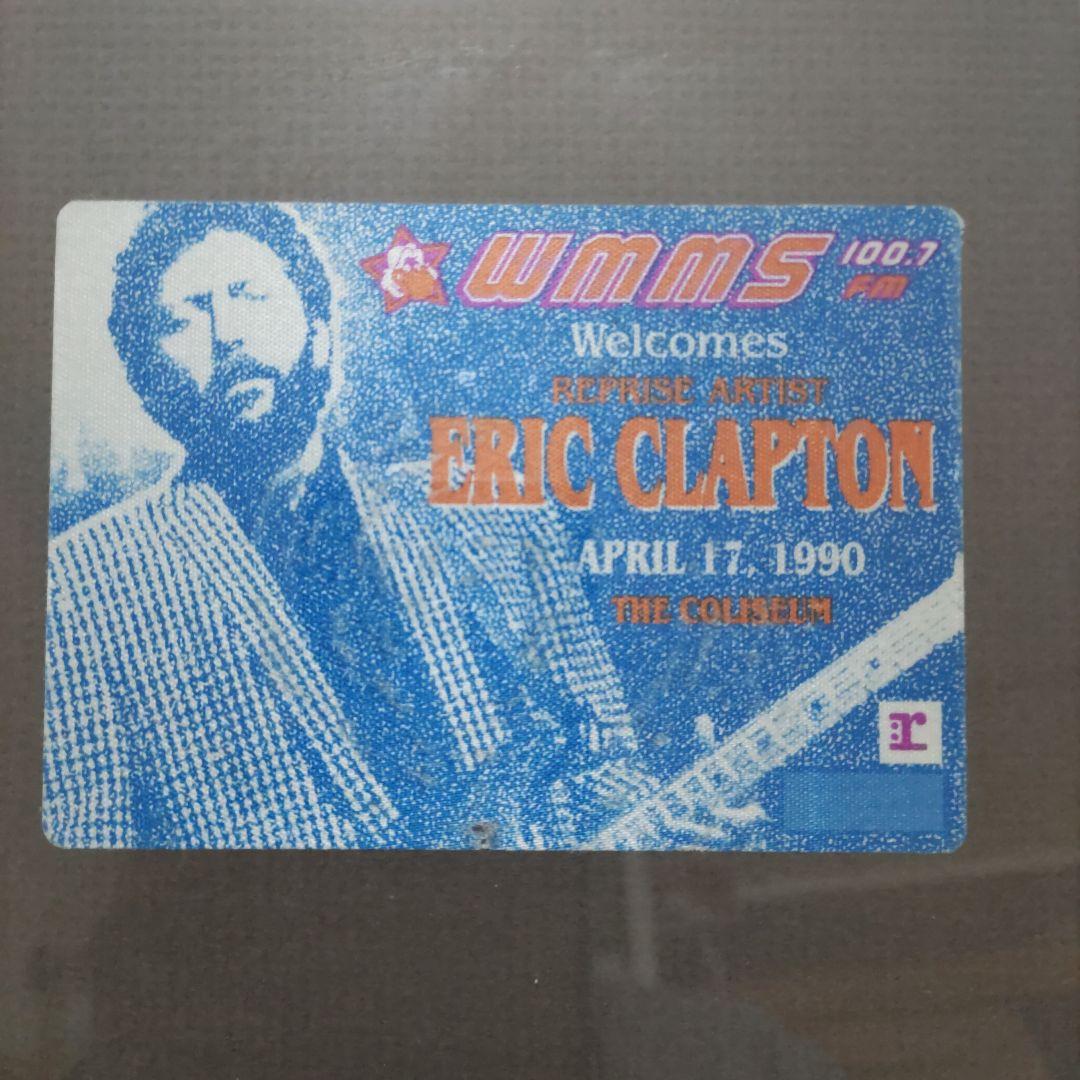 WMMS 100.7 FM
Welcomes
REPRISE ARTIST
ERIC CLAPTON
APRIL 17, 1990
THE COLISEUM
r